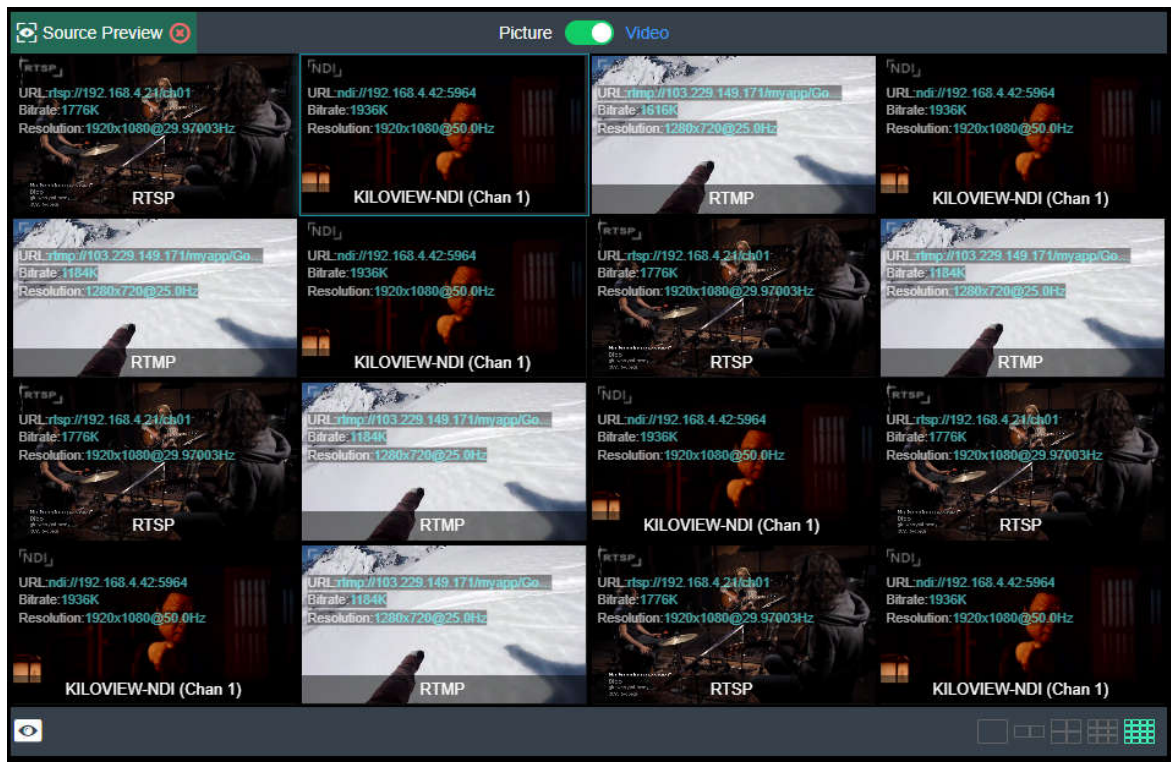 Source Preview
Picture Video
RTSP
URL:rtsp://192.168.4.21/ch01
Bitrate:1776K
Resolution:1920x1080@29.97003Hz
RTSP
NDI
URL:ndi://192.168.4.42:5964
Bitrate:1936K
Resolution:1920x1080@50.0Hz
KILOVIEW-NDI (Chan 1)
URL:rtmp://103.229.149.171/myapp/Go...
Bitrate:1616K
Resolution:1280x720@25.0Hz
RTMP
NDI
URL:ndi://192.168.4.42:5964
Bitrate:1936K
Resolution:1920x1080@50.0Hz
KILOVIEW-NDI (Chan 1)
URL:rtmp://103.229.149.171/myapp/Go...
Bitrate:1184K
Resolution:1280x720@25.0Hz
RTMP
NDI
URL:ndi://192.168.4.42:5964
Bitrate:1936K
Resolution:1920x1080@50.0Hz
KILOVIEW-NDI (Chan 1)
RTSP
URL:rtsp://192.168.4.21/ch01
Bitrate:1776K
Resolution:1920x1080@29.97003Hz
RTSP
URL:rtmp://103.229.149.171/myapp/Go...
Bitrate:1184K
Resolution:1280x720@25.0Hz
RTMP
RTSP
URL:rtsp://192.168.4.21/ch01
Bitrate:1776K
Resolution:1920x1080@29.97003Hz
RTSP
URL:rtmp://103.229.149.171/myapp/Go...
Bitrate:1184K
Resolution:1280x720@25.0Hz
RTMP
NDI
URL:ndi://192.168.4.42:5964
Bitrate:1936K
Resolution:1920x1080@50.0Hz
KILOVIEW-NDI (Chan 1)
RTSP
URL:rtsp://192.168.4.21/ch01
Bitrate:1776K
Resolution:1920x1080@29.97003Hz
RTSP
NDI
URL:ndi://192.168.4.42:5964
Bitrate:1936K
Resolution:1920x1080@50.0Hz
KILOVIEW-NDI (Chan 1)
URL:rtmp://103.229.149.171/myapp/Go...
Bitrate:1184K
Resolution:1280x720@25.0Hz
RTMP
RTSP
URL:rtsp://192.168.4.21/ch01
Bitrate:1776K
Resolution:1920x1080@29.97003Hz
RTSP
NDI
URL:ndi://192.168.4.42:5964
Bitrate:1936K
Resolution:1920x1080@50.0Hz
KILOVIEW-NDI (Chan 1)